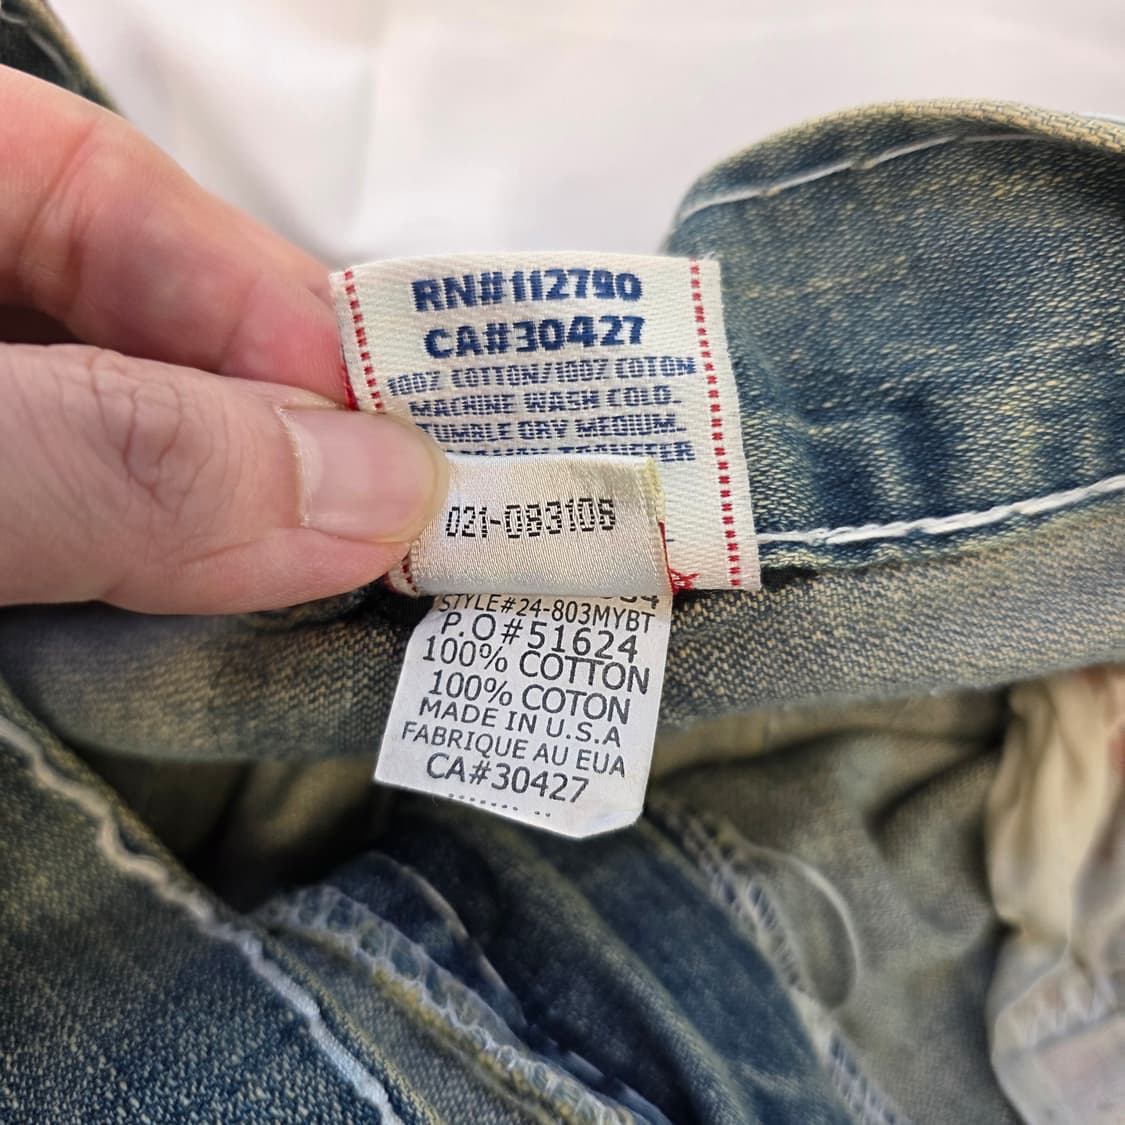 RN#112790
CA#30427
100% COTTON/100% COTON
MACHINE WASH COLD.
TUMBLE DRY MEDIUM.
021-083106
STYLE#24-803MYBT
P.O#51624
100% COTTON
100% COTON
MADE IN U.S.A
FABRIQUE AU EUA
CA#30427